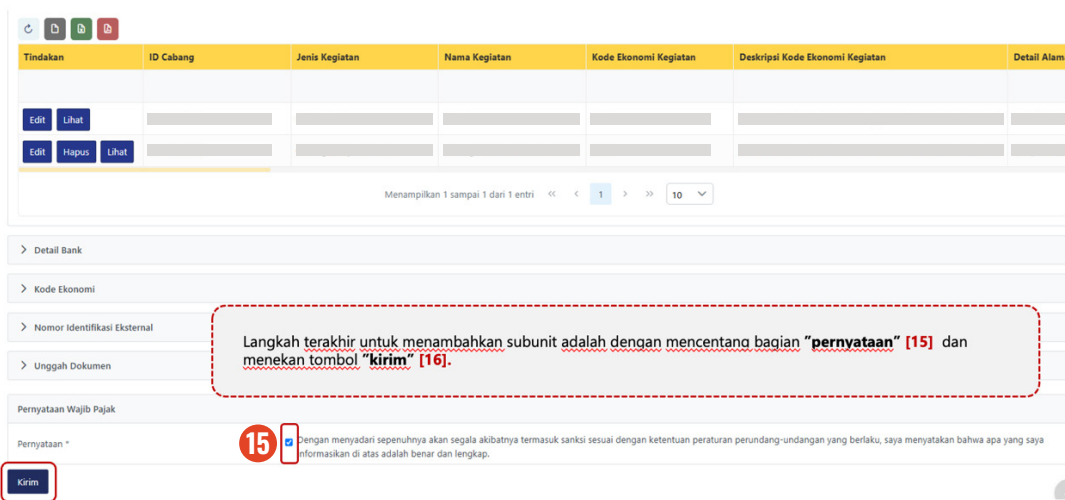 Tindakan ID Cabang Jenis Kegiatan Nama Kegiatan Kode Ekonomi Kegiatan Deskripsi Kode Ekonomi Kegiatan Detail Alam
Edit Lihat
Edit Hapus Lihat
Menampilkan 1 sampai 1 dari 1 entri « < 1 > » 10
> Detail Bank
> Kode Ekonomi
> Nomor Identifikasi Eksternal
> Unggah Dokumen
Langkah terakhir untuk menambahkan subunit adalah dengan mencentang bagian "pernyataan" [15] dan
menekan tombol "kirim" [16].
Pernyataan Wajib Pajak
Pernyataan *
15
Dengan menyadari sepenuhnya akan segala akibatnya termasuk sanksi sesuai dengan ketentuan peraturan perundang-undangan yang berlaku, saya menyatakan bahwa apa yang saya
informasikan di atas adalah benar dan lengkap.
Kirim